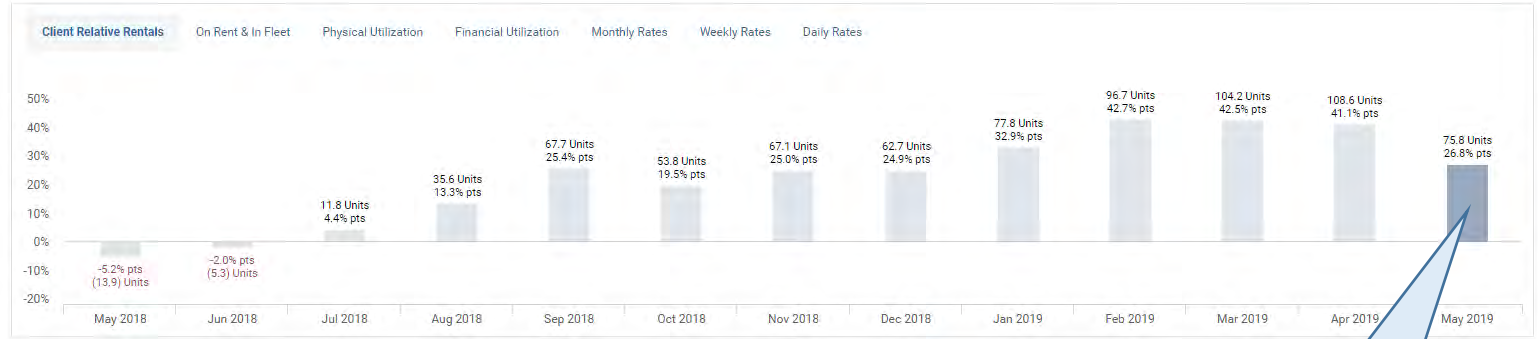 Client Relative Rentals On Rent & In Fleet Physical Utilization Financial Utilization Monthly Rates Weekly Rates Daily Rates
50%
40%
30%
20%
10%
0%
-10%
-20%
-5.2% pts
(13.9) Units
-2.0% pts
(5.3) Units
11.8 Units
4.4% pts
35.6 Units
13.3% pts
67.7 Units
25.4% pts
53.8 Units
19.5% pts
67.1 Units
25.0% pts
62.7 Units
24.9% pts
77.8 Units
32.9% pts
96.7 Units
42.7% pts
104.2 Units
42.5% pts
108.6 Units
41.1% pts
75.8 Units
26.8% pts
May 2018 Jun 2018 Jul 2018 Aug 2018 Sep 2018 Oct 2018 Nov 2018 Dec 2018 Jan 2019 Feb 2019 Mar 2019 Apr 2019 May 2019